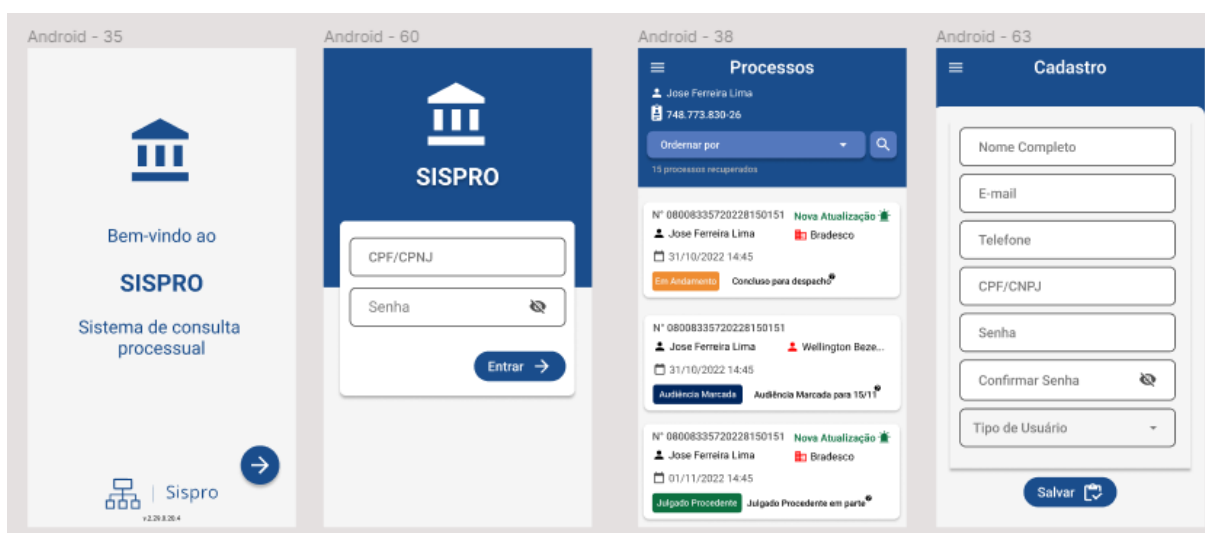 Android - 35
Bem-vindo ao
SISPRO
Sistema de consulta
processual
Sispro
v 2.29.8.20.4
Android - 60
SISPRO
CPF/CPNJ
Senha
Entrar
Android - 38
Processos
Jose Ferreira Lima
748.773.830-26
Ordernar por
15 processos recuperados
N° 08008335720228150151 Nova Atualização
Jose Ferreira Lima Bradesco
31/10/2022 14:45
Em Andamento Concluso para despacho
N° 08008335720228150151
Jose Ferreira Lima Wellington Beze...
31/10/2022 14:45
Audiência Marcada Audiência Marcada para 15/11
N° 08008335720228150151 Nova Atualização
Jose Ferreira Lima Bradesco
01/11/2022 14:45
Julgado Procedente Julgado Procedente em parte
Android - 63
Cadastro
Nome Completo
E-mail
Telefone
CPF/CNPJ
Senha
Confirmar Senha
Tipo de Usuário
Salvar